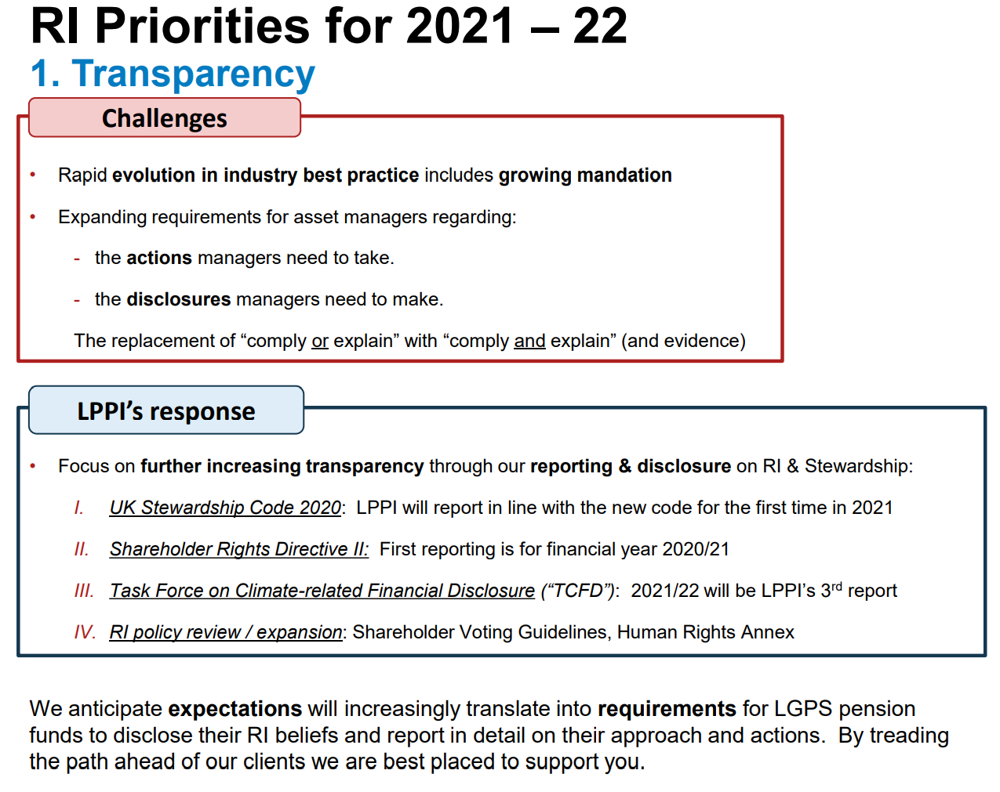 RI Priorities for 2021 – 22
1. Transparency
Challenges
• Rapid evolution in industry best practice includes growing mandation
• Expanding requirements for asset managers regarding:
- the actions managers need to take.
- the disclosures managers need to make.
The replacement of “comply or explain” with “comply and explain” (and evidence)
LPPI’s response
• Focus on further increasing transparency through our reporting & disclosure on RI & Stewardship:
I. UK Stewardship Code 2020: LPPI will report in line with the new code for the first time in 2021
II. Shareholder Rights Directive II: First reporting is for financial year 2020/21
III. Task Force on Climate-related Financial Disclosure (“TCFD”): 2021/22 will be LPPI’s 3rd report
IV. RI policy review / expansion: Shareholder Voting Guidelines, Human Rights Annex
We anticipate expectations will increasingly translate into requirements for LGPS pension
funds to disclose their RI beliefs and report in detail on their approach and actions. By treading
the path ahead of our clients we are best placed to support you.